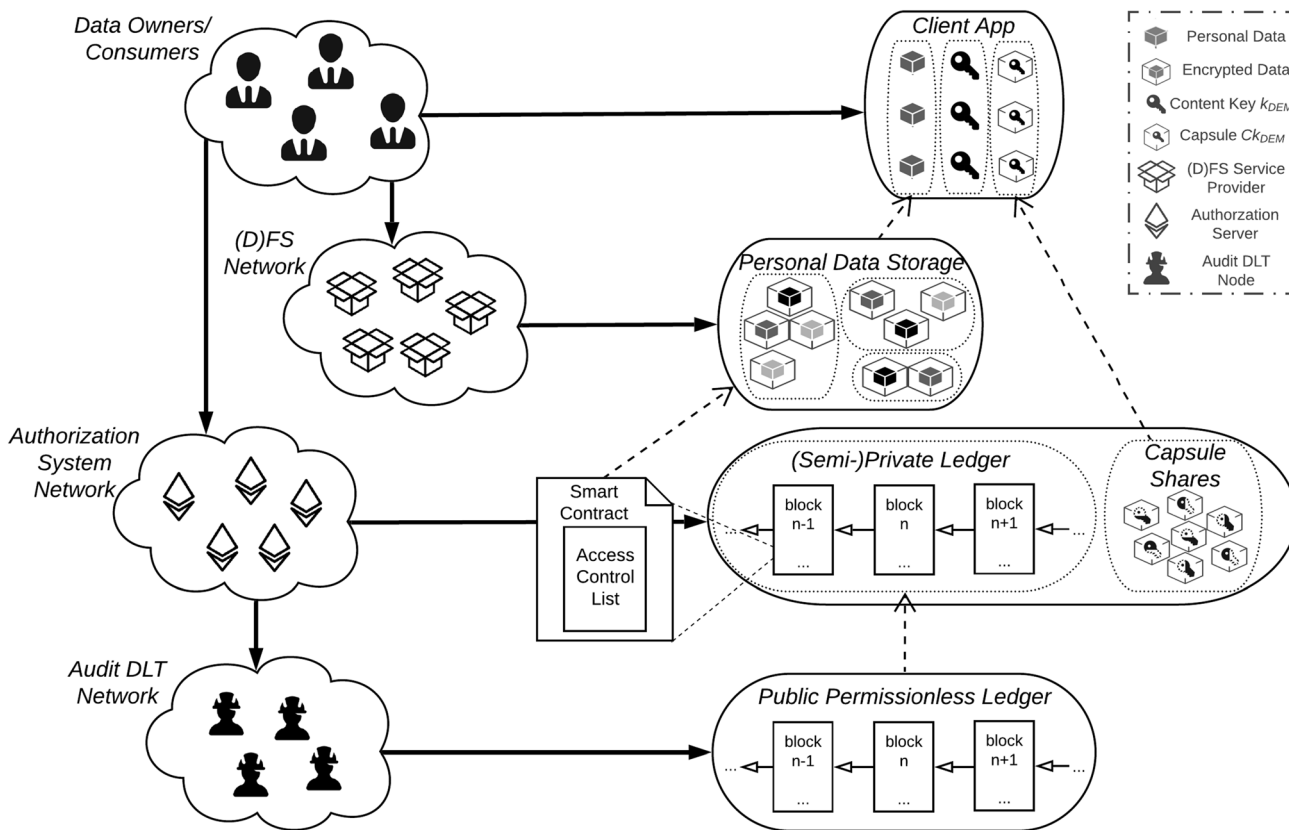 Data Owners/
Consumers
Client App
Personal Data
Encrypted Data
Content Key kDEM
Capsule CkDEM
(D)FS Service
Provider
Authorzation
Server
Audit DLT
Node
(D)FS
Network
Personal Data Storage
Authorization
System
Network
Smart
Contract
Access
Control
List
(Semi-)Private Ledger
... block
n-1
...
block
n
...
block
n+1
...
...
Capsule
Shares
Audit DLT
Network
Public Permissionless Ledger
... block
n-1
...
block
n
...
block
n+1
...
...